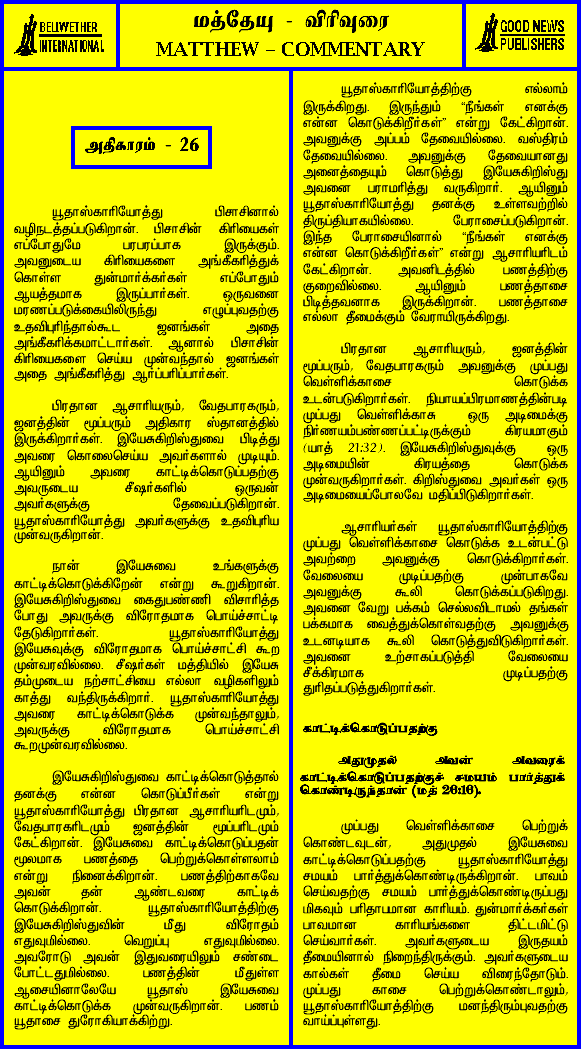 BELLWETHER
INTERNATIONAL
மத்தேயு - விரிவுரை
MATTHEW – COMMENTARY
GOOD NEWS
PUBLISHERS
அதிகாரம் - 26
யூதாஸ்காரியோத்து பிசாசினால்
வழிநடத்தப்படுகிறான். பிசாசின் கிரியைகள்
எப்போதுமே பரபரப்பாக இருக்கும்.
அவனுடைய கிரியைகளை அங்கீகரித்துக்
கொள்ள துன்மார்க்கர்கள் எப்போதும்
ஆயத்தமாக இருப்பார்கள். ஒருவனை
மரணப்படுக்கையிலிருந்து எழுப்புவதற்கு
உதவிபுரிந்தால்கூட ஜனங்கள் அதை
அங்கீகரிக்கமாட்டார்கள். ஆனால் பிசாசின்
கிரியைகளை செய்ய முன்வந்தால் ஜனங்கள்
அதை அங்கீகரித்து ஆர்ப்பரிப்பார்கள்.
பிரதான ஆசாரியரும், வேதபாரகரும்,
ஜனத்தின் மூப்பரும் அதிகார ஸ்தானத்தில்
இருக்கிறார்கள். இயேசுகிறிஸ்துவை பிடித்து
அவரை கொலைசெய்ய அவர்களால் முடியும்.
ஆயினும் அவரை காட்டிக்கொடுப்பதற்கு
அவருடைய சீஷர்களில் ஒருவன்
அவர்களுக்கு தேவைப்படுகிறான்.
யூதாஸ்காரியோத்து அவர்களுக்கு உதவிபுரிய
முன்வருகிறான்.
நான் இயேசுவை உங்களுக்கு
காட்டிக்கொடுக்கிறேன் என்று கூறுகிறான்.
இயேசுகிறிஸ்துவை கைதுபண்ணி விசாரித்த
போது அவருக்கு விரோதமாக பொய்ச்சாட்டி
தேடுகிறார்கள். யூதாஸ்காரியோத்து
இயேசுவுக்கு விரோதமாக பொய்ச்சாட்சி கூற
முன்வரவில்லை. சீஷர்கள் மத்தியில் இயேசு
தம்முடைய நற்சாட்சியை எல்லா வழிகளிலும்
காத்து வந்திருக்கிறார். யூதாஸ்காரியோத்து
அவரை காட்டிக்கொடுக்க முன்வந்தாலும்,
அவருக்கு விரோதமாக பொய்ச்சாட்சி
கூறமுன்வரவில்லை.
இயேசுகிறிஸ்துவை காட்டிக்கொடுத்தால்
தனக்கு என்ன கொடுப்பீர்கள் என்று
யூதாஸ்காரியோத்து பிரதான ஆசாரியரிடமும்,
வேதபாரகரிடமும் ஜனத்தின் மூப்பரிடமும்
கேட்கிறான். இயேசுவை காட்டிக்கொடுப்பதன்
மூலமாக பணத்தை பெற்றுக்கொள்ளலாம்
என்று நினைக்கிறான். பணத்திற்காகவே
அவன் தன் ஆண்டவரை காட்டிக்
கொடுக்கிறான். யூதாஸ்காரியோத்திற்கு
இயேசுகிறிஸ்துவின் மீது விரோதம்
எதுவுமில்லை. வெறுப்பு எதுவுமில்லை.
அவரோடு அவன் இதுவரையிலும் சண்டை
போட்டதுமில்லை. பணத்தின் மீதுள்ள
ஆசையினாலேயே யூதாஸ் இயேசுவை
காட்டிக்கொடுக்க முன்வருகிறான். பணம்
யூதாசை துரோகியாக்கிற்று.
யூதாஸ்காரியோத்திற்கு எல்லாம்
இருக்கிறது. இருந்தும் “நீங்கள் எனக்கு
என்ன கொடுக்கிறீர்கள்” என்று கேட்கிறான்.
அவனுக்கு அப்பம் தேவையில்லை. வஸ்திரம்
தேவையில்லை. அவனுக்கு தேவையானது
அனைத்தையும் கொடுத்து இயேசுகிறிஸ்து
அவனை பராமரித்து வருகிறார். ஆயினும்
யூதாஸ்காரியோத்து தனக்கு உள்ளவற்றில்
திருப்தியாகயில்லை. பேராசைப்படுகிறான்.
இந்த பேராசையினால் “நீங்கள் எனக்கு
என்ன கொடுக்கிறீர்கள்” என்று ஆசாரியரிடம்
கேட்கிறான். அவனிடத்தில் பணத்திற்கு
குறைவில்லை. ஆயினும் பணத்தாசை
பிடித்தவனாக இருக்கிறான். பணத்தாசை
எல்லா தீமைக்கும் வேராயிருக்கிறது.
பிரதான ஆசாரியரும், ஜனத்தின்
மூப்பரும், வேதபாரகரும் அவனுக்கு முப்பது
வெள்ளிக்காசை கொடுக்க
உடன்படுகிறார்கள். நியாயப்பிரமாணத்தின்படி
முப்பது வெள்ளிக்காசு ஒரு அடிமைக்கு
நிர்ணயம்பண்ணப்பட்டிருக்கும் கிரயமாகும்
(யாத் 21:32). இயேசுகிறிஸ்துவுக்கு ஒரு
அடிமையின் கிரயத்தை கொடுக்க
முன்வருகிறார்கள். கிறிஸ்துவை அவர்கள் ஒரு
அடிமையைப்போலவே மதிப்பிடுகிறார்கள்.
ஆசாரியர்கள் யூதாஸ்காரியோத்திற்கு
முப்பது வெள்ளிக்காசை கொடுக்க உடன்பட்டு
அவற்றை அவனுக்கு கொடுக்கிறார்கள்.
வேலையை முடிப்பதற்கு முன்பாகவே
அவனுக்கு கூலி கொடுக்கப்படுகிறது.
அவனை வேறு பக்கம் செல்லவிடாமல் தங்கள்
பக்கமாக வைத்துக்கொள்வதற்கு அவனுக்கு
உடனடியாக கூலி கொடுத்துவிடுகிறார்கள்.
அவனை உற்சாகப்படுத்தி வேலையை
சீக்கிரமாக முடிப்பதற்கு
துரிதப்படுத்துகிறார்கள்.
காட்டிக்கொடுப்பதற்கு
அதுமுதல் அவன் அவரைக்
காட்டிக்கொடுப்பதற்குச் சமயம் பார்த்துக்
கொண்டிருந்தான் (மத் 26:16).
முப்பது வெள்ளிக்காசை பெற்றுக்
கொண்டவுடன், அதுமுதல் இயேசுவை
காட்டிக்கொடுப்பதற்கு யூதாஸ்காரியோத்து
சமயம் பார்த்துக்கொண்டிருக்கிறான். பாவம்
செய்வதற்கு சமயம் பார்த்துக்கொண்டிருப்பது
மிகவும் பரிதாபமான காரியம். துன்மார்க்கர்கள்
பாவமான காரியங்களை திட்டமிட்டு
செய்வார்கள். அவர்களுடைய இருதயம்
தீமையினால் நிறைந்திருக்கும். அவர்களுடைய
கால்கள் தீமை செய்ய விரைந்தோடும்.
முப்பது காசை பெற்றுக்கொண்டாலும்,
யூதாஸ்காரியோத்திற்கு மனந்திரும்புவதற்கு
வாய்ப்புள்ளது.